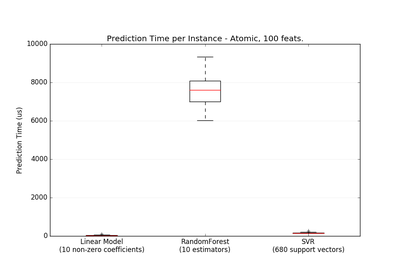 Prediction Time per Instance - Atomic, 100 feats.
10000
8000
6000
4000
2000
0
Prediction Time (us)
Linear Model
(10 non-zero coefficients)
RandomForest
(10 estimators)
SVR
(680 support vectors)